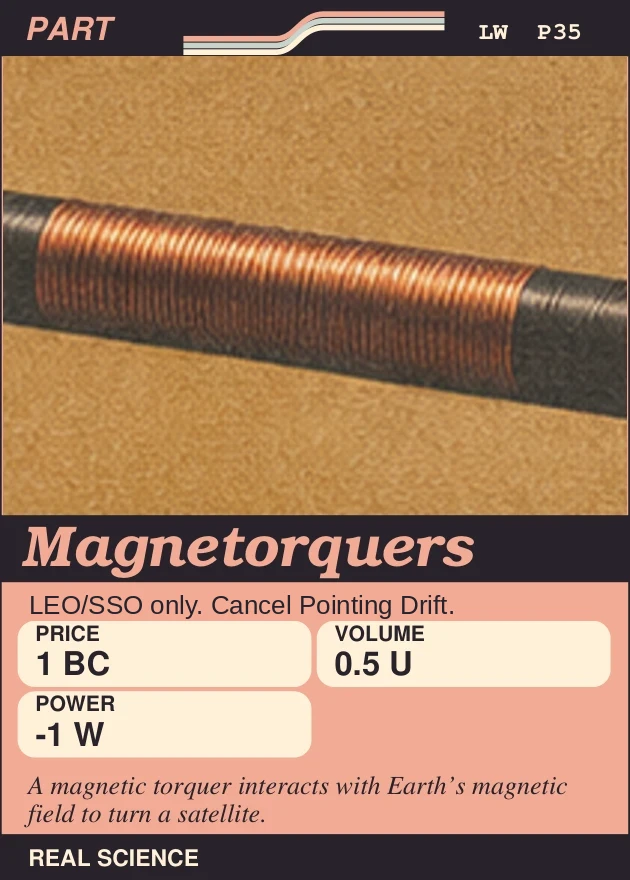 PART
LW P35
Magnetorquers
LEO/SSO only. Cancel Pointing Drift.
PRICE
1 BC
VOLUME
0.5 U
POWER
-1 W
A magnetic torquer interacts with Earth's magnetic
field to turn a satellite.
REAL SCIENCE